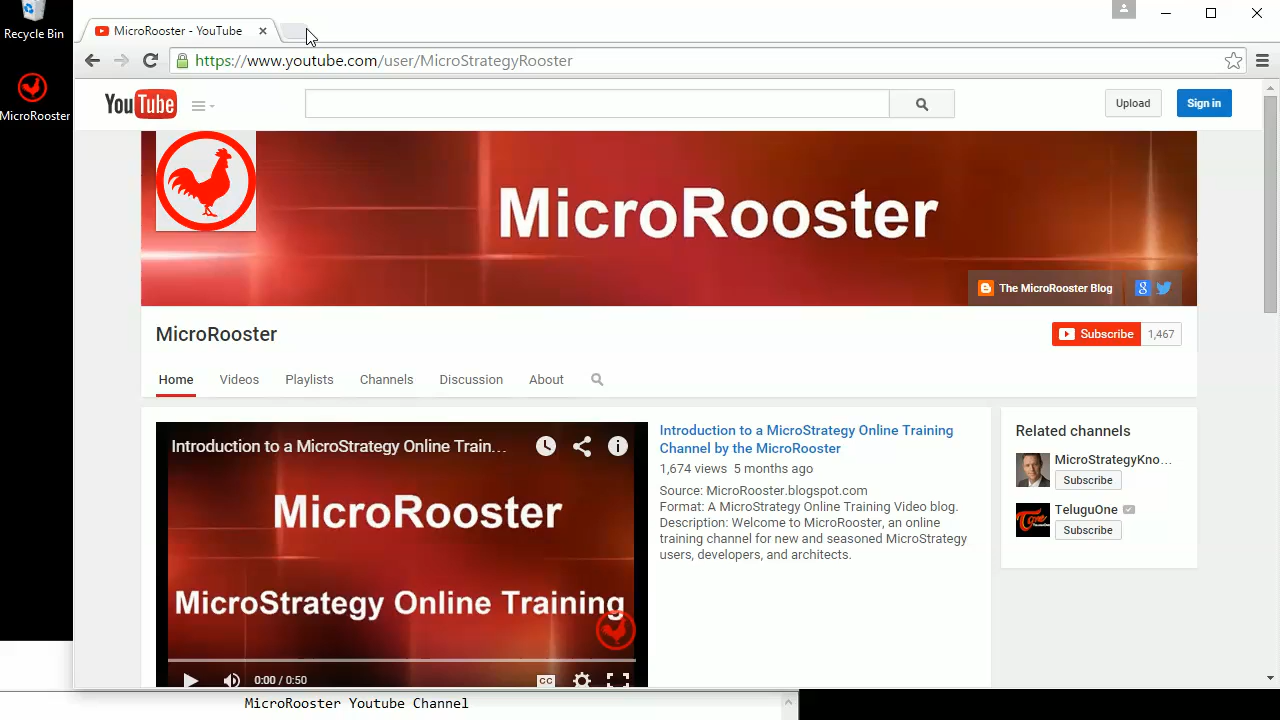 Recycle Bin
MicroRooster
MicroRooster - YouTube
https://www.youtube.com/user/MicroStrategyRooster
YouTube
Upload
Sign in
MicroRooster
The MicroRooster Blog
MicroRooster
Subscribe 1,467
Home Videos Playlists Channels Discussion About
Introduction to a MicroStrategy Online Train...
MicroRooster
MicroStrategy Online Training
0:00 / 0:50
CC
Introduction to a MicroStrategy Online Training
Channel by the MicroRooster
1,674 views 5 months ago
Source: MicroRooster.blogspot.com
Format: A MicroStrategy Online Training Video blog.
Description: Welcome to MicroRooster, an online
training channel for new and seasoned MicroStrategy
users, developers, and architects.
Related channels
MicroStrategyKno...
Subscribe
TeluguOne
Subscribe
MicroRooster Youtube Channel